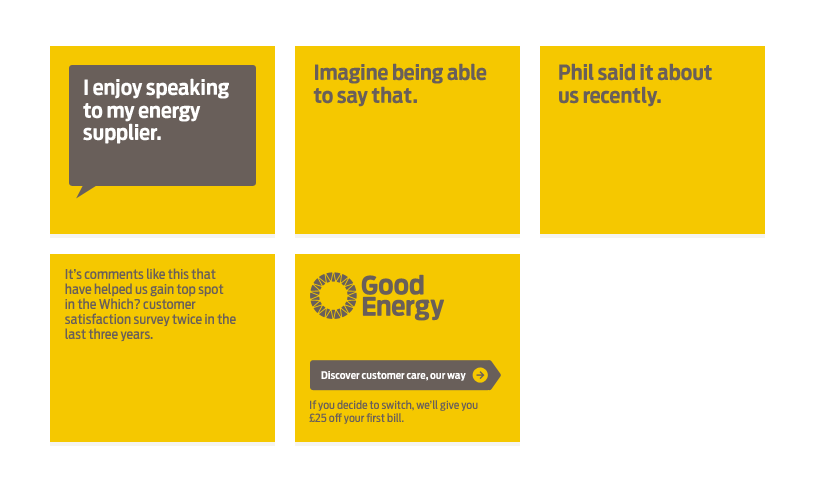 I enjoy speaking
to my energy
supplier.
Imagine being able
to say that.
Phil said it about
us recently.
It's comments like this that
have helped us gain top spot
in the Which? customer
satisfaction survey twice in the
last three years.
Good
Energy
Discover customer care, our way
If you decide to switch, we'll give you
£25 off your first bill.